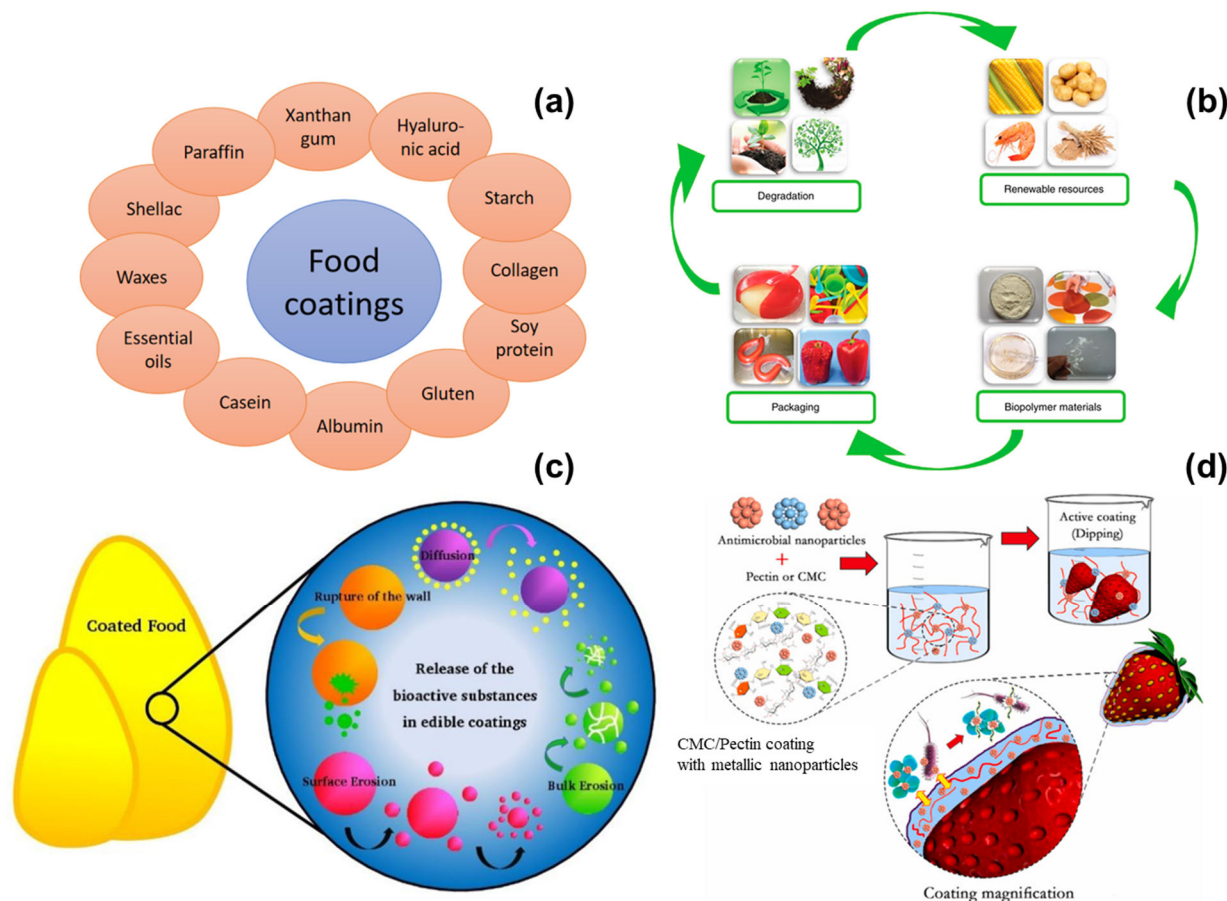 (a)
Xanthan
gum
Hyaluro-
nic acid
Paraffin
Starch
Shellac
Collagen
Waxes
Food
coatings
Soy
protein
Essential
oils
Gluten
Casein
Albumin
(b)
Degradation
Renewable resources
Packaging
Biopolymer materials
(c)
Coated Food
Diffusion
Rupture of the wall
Release of the
bioactive substances
in edible coatings
Surface Erosion
Bulk Erosion
(d)
Antimicrobial nanoparticles
+
Pectin or CMC
Active coating
(Dipping)
CMC/Pectin coating
with metallic nanoparticles
Coating magnification